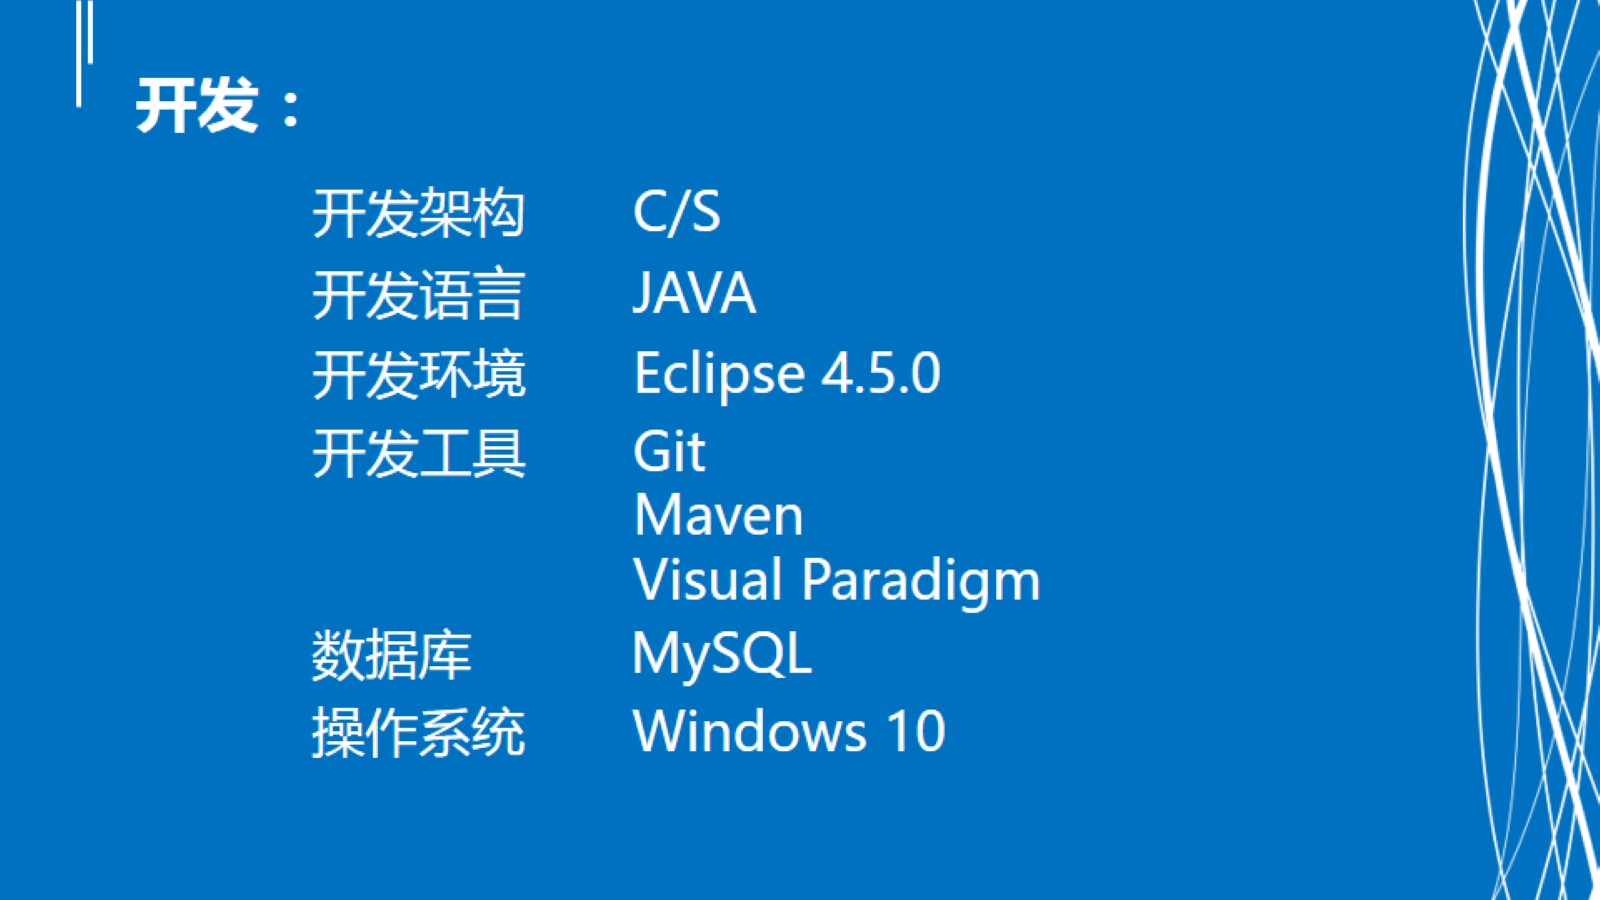 开发：
开发架构 C/S
开发语言 JAVA
开发环境 Eclipse 4.5.0
开发工具 Git
Maven
Visual Paradigm
数据库 MySQL
操作系统 Windows 10